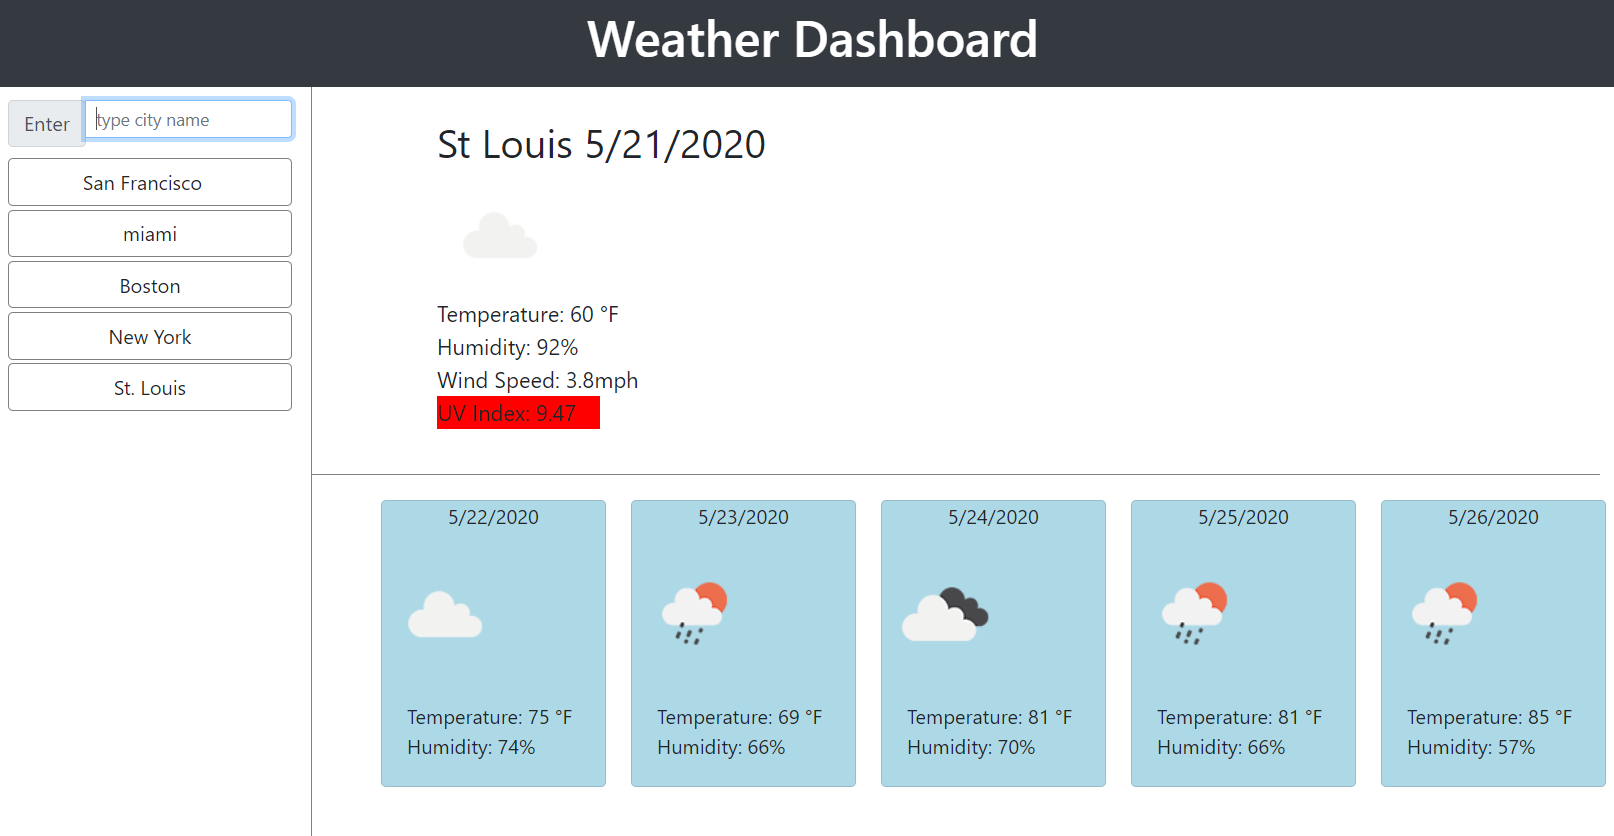 Weather Dashboard
Enter
type city name
San Francisco
miami
Boston
New York
St. Louis
St Louis 5/21/2020
Temperature: 60 °F
Humidity: 92%
Wind Speed: 3.8mph
UV Index: 9.47
5/22/2020
Temperature: 75 °F
Humidity: 74%
5/23/2020
Temperature: 69 °F
Humidity: 66%
5/24/2020
Temperature: 81 °F
Humidity: 70%
5/25/2020
Temperature: 81 °F
Humidity: 66%
5/26/2020
Temperature: 85 °F
Humidity: 57%